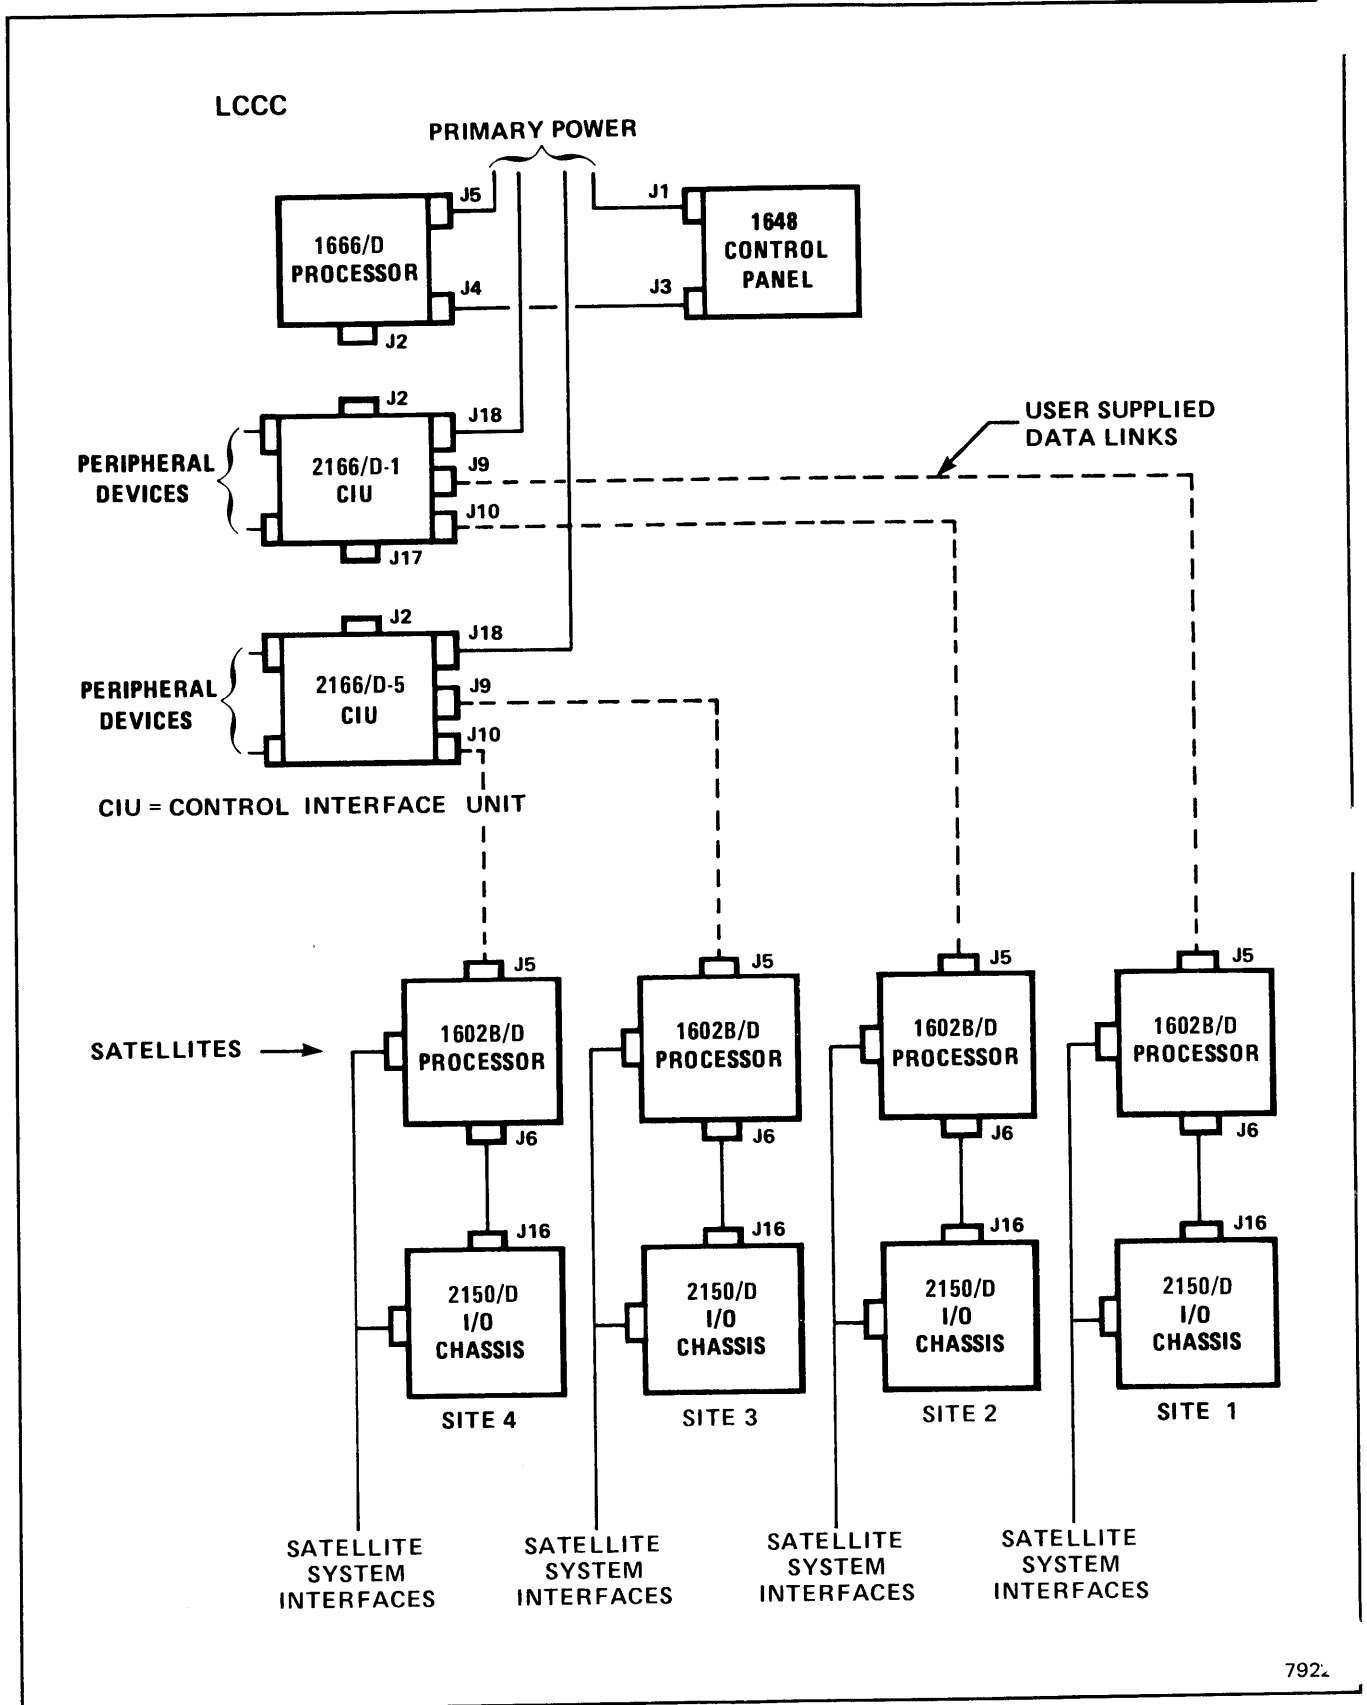 LCCC
PRIMARY POWER
J5
J1
1666/D
PROCESSOR
1648
CONTROL
PANEL
J4
J3
J2
J2
J18
USER SUPPLIED
DATA LINKS
PERIPHERAL
DEVICES
2166/D-1
CIU
J9
J10
J17
J2
J18
PERIPHERAL
DEVICES
2166/D-5
CIU
J9
J10
CIU = CONTROL INTERFACE UNIT
J5
J5
J5
J5
SATELLITES
1602B/D
PROCESSOR
1602B/D
PROCESSOR
1602B/D
PROCESSOR
1602B/D
PROCESSOR
J6
J6
J6
J6
J16
J16
J16
J16
2150/D
I/O
CHASSIS
2150/D
I/O
CHASSIS
2150/D
I/O
CHASSIS
2150/D
I/O
CHASSIS
SITE 4
SITE 3
SITE 2
SITE 1
SATELLITE
SYSTEM
INTERFACES
SATELLITE
SYSTEM
INTERFACES
SATELLITE
SYSTEM
INTERFACES
SATELLITE
SYSTEM
INTERFACES